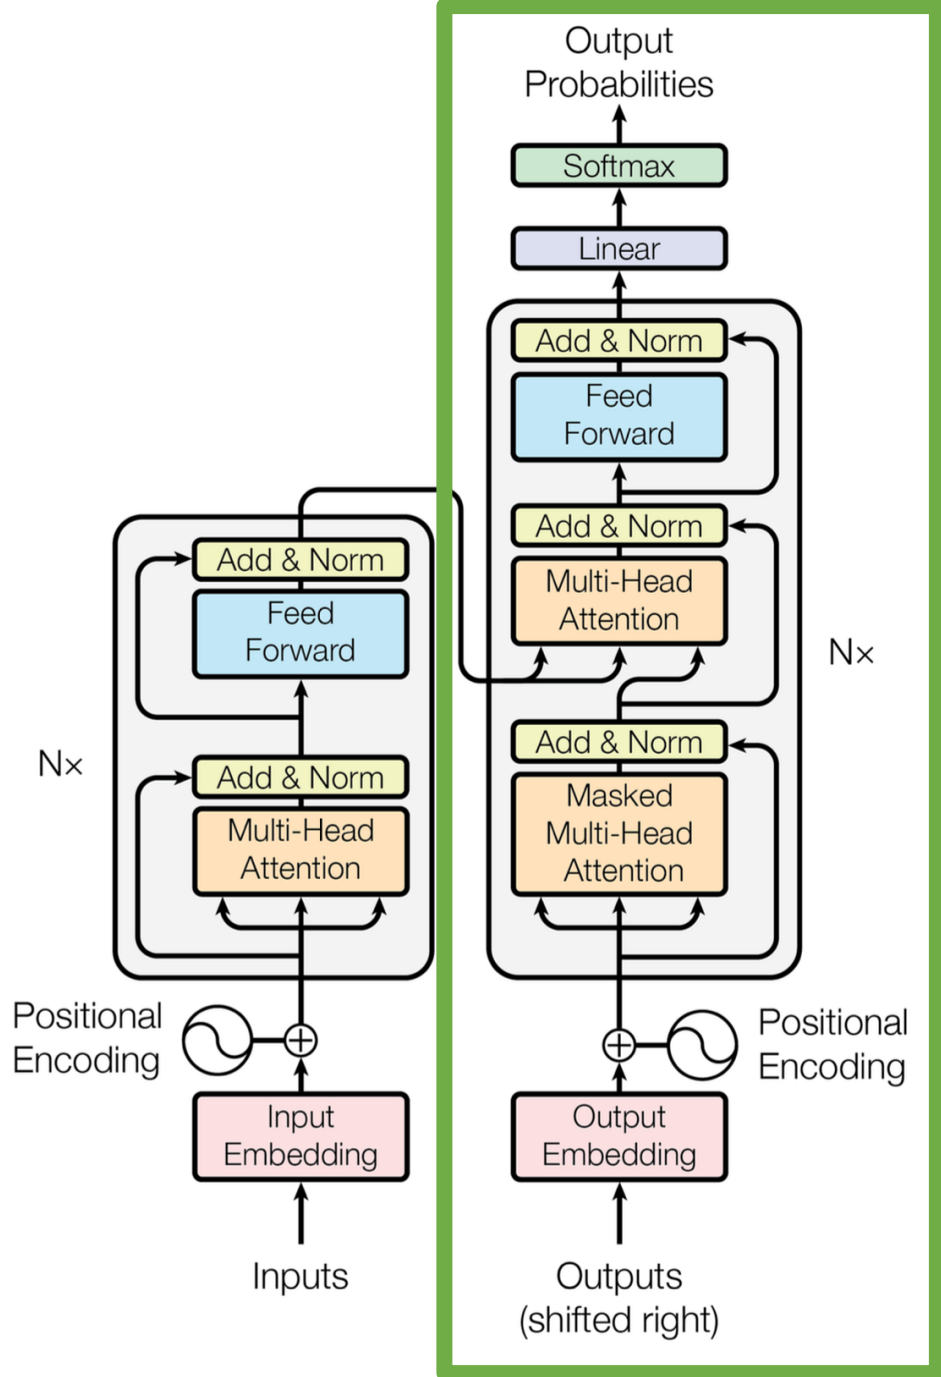 Output
Probabilities
Softmax
Linear
Add & Norm
Feed
Forward
Add & Norm
Multi-Head
Attention
Nx
Add & Norm
Masked
Multi-Head
Attention
Positional
Encoding
Output
Embedding
Outputs
(shifted right)
Add & Norm
Feed
Forward
Nx
Add & Norm
Multi-Head
Attention
Positional
Encoding
Input
Embedding
Inputs